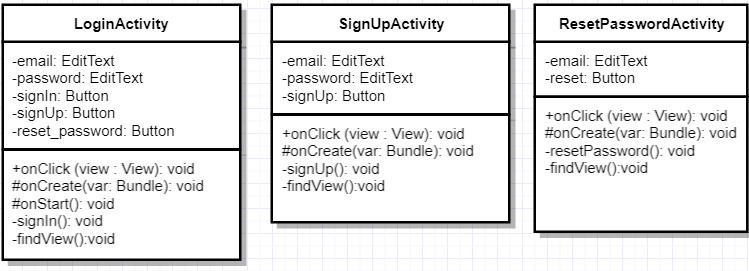 LoginActivity
-email: EditText
-password: EditText
-signIn: Button
-signUp: Button
-reset_password: Button
+onClick (view : View): void
#onCreate(var: Bundle): void
#onStart(): void
-signIn(): void
-findView():void
SignUpActivity
-email: EditText
-password: EditText
-signUp: Button
+onClick (view : View): void
#onCreate(var: Bundle): void
-signUp(): void
-findView():void
ResetPasswordActivity
-email: EditText
-reset: Button
+onClick (view : View): void
#onCreate(var: Bundle): void
-resetPassword(): void
-findView():void